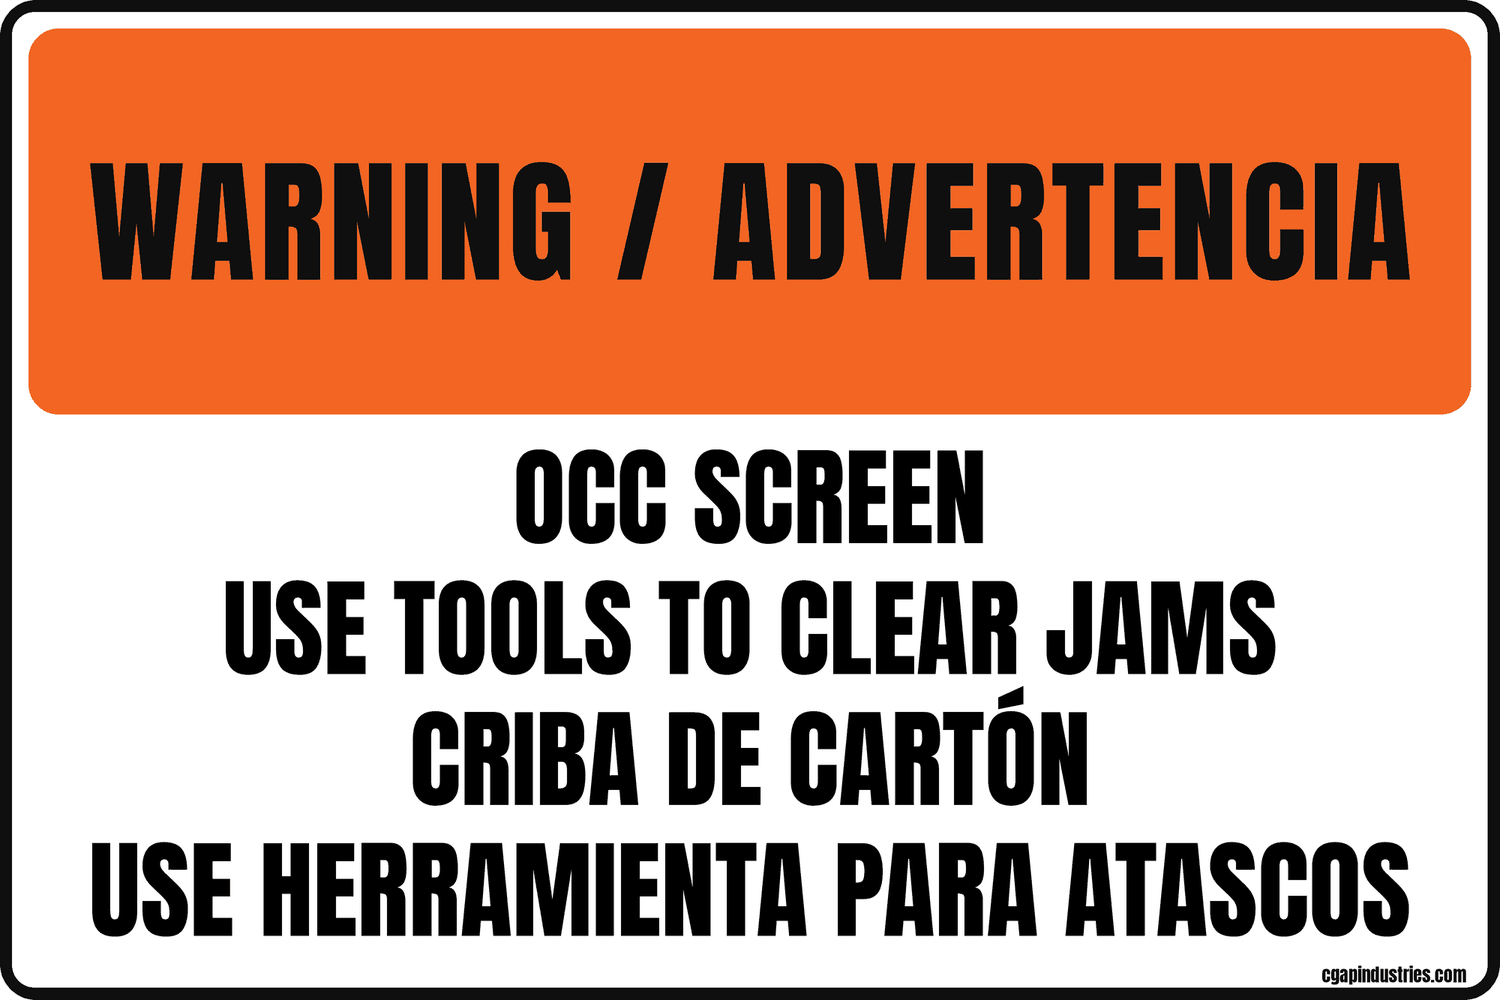 WARNING / ADVERTENCIA
OCC SCREEN
USE TOOLS TO CLEAR JAMS
CRIBA DE CARTÓN
USE HERRAMIENTA PARA ATASCOS
cgapindustries.com